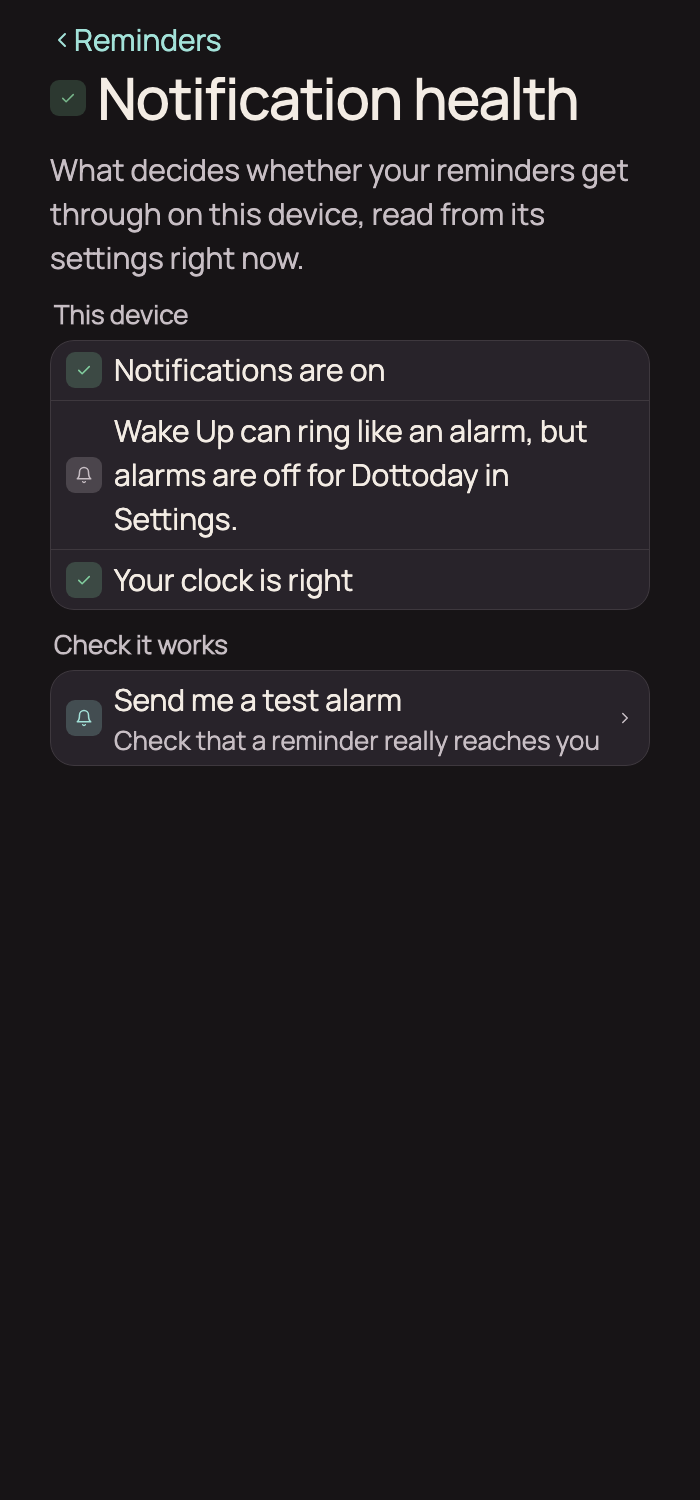 Reminders
Notification health
What decides whether your reminders get
through on this device, read from its
settings right now.
This device
Notifications are on
Wake Up can ring like an alarm, but
alarms are off for Dottoday in
Settings.
Your clock is right
Check it works
Send me a test alarm
Check that a reminder really reaches you